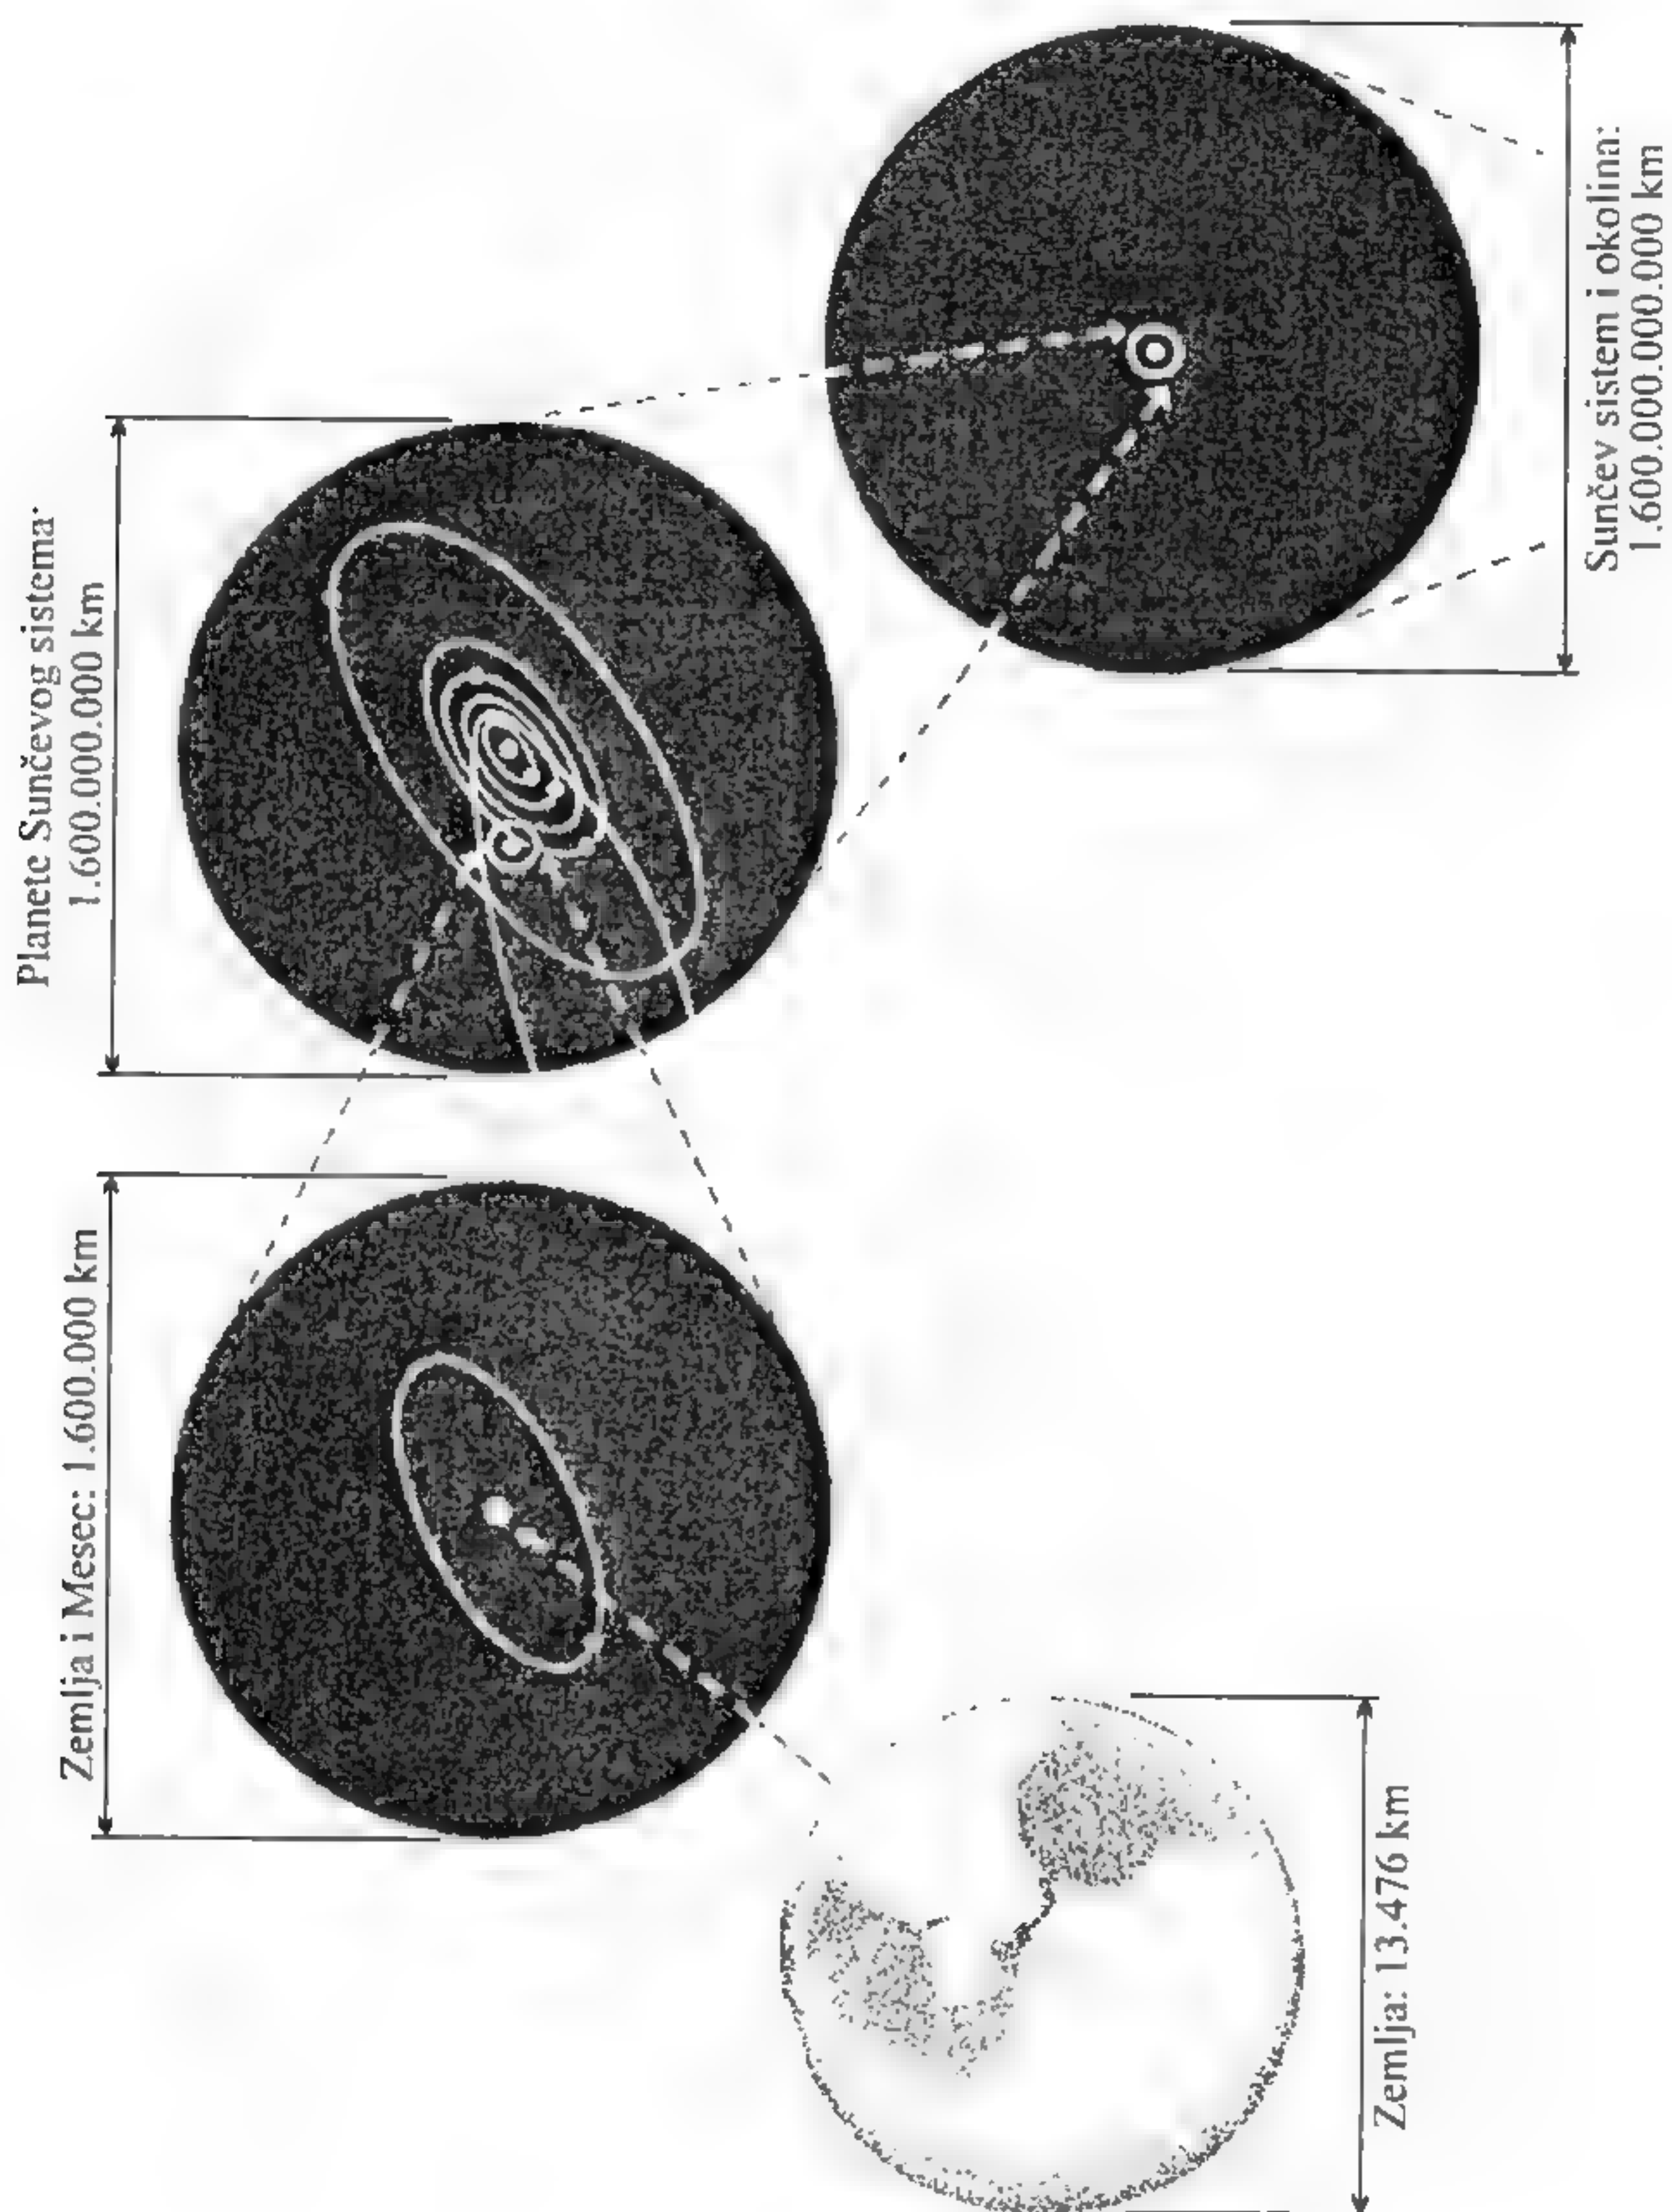 Zemlja: 13.476 km
Zemlja i Mesec: 1.600.000 km
Planete Sunčevog sistema:
1.600.000.000 km
Sunčev sistem i okolina:
1.600.000.000.000 km